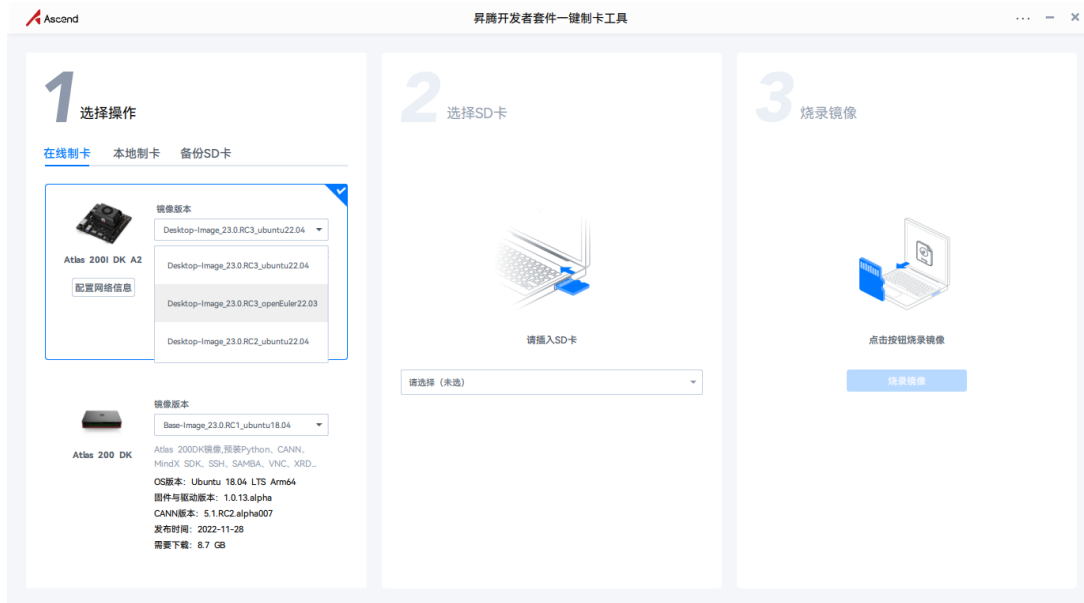 Ascend
昇腾开发者套件一键制卡工具
1
选择操作
在线制卡 本地制卡 备份SD卡
镜像版本
Desktop-Image_23.0.RC3_ubuntu22.04
Atlas 200I DK A2
配置网络信息
Desktop-Image_23.0.RC3_ubuntu22.04
Desktop-Image_23.0.RC3_openEuler22.03
Desktop-Image_23.0.RC2_ubuntu22.04
镜像版本
Base-Image_23.0.RC1_ubuntu18.04
Atlas 200 DK
Atlas 200DK镜像,预装Python、CANN、
MindX SDK、SSH、SAMBA、VNC、XRD...
OS版本：Ubuntu 18.04 LTS Arm64
固件与驱动版本：1.0.13.alpha
CANN版本：5.1.RC2.alpha007
发布时间：2022-11-28
需要下载：8.7 GB
2
选择SD卡
请插入SD卡
请选择（未选）
3
烧录镜像
点击按钮烧录镜像
烧录镜像